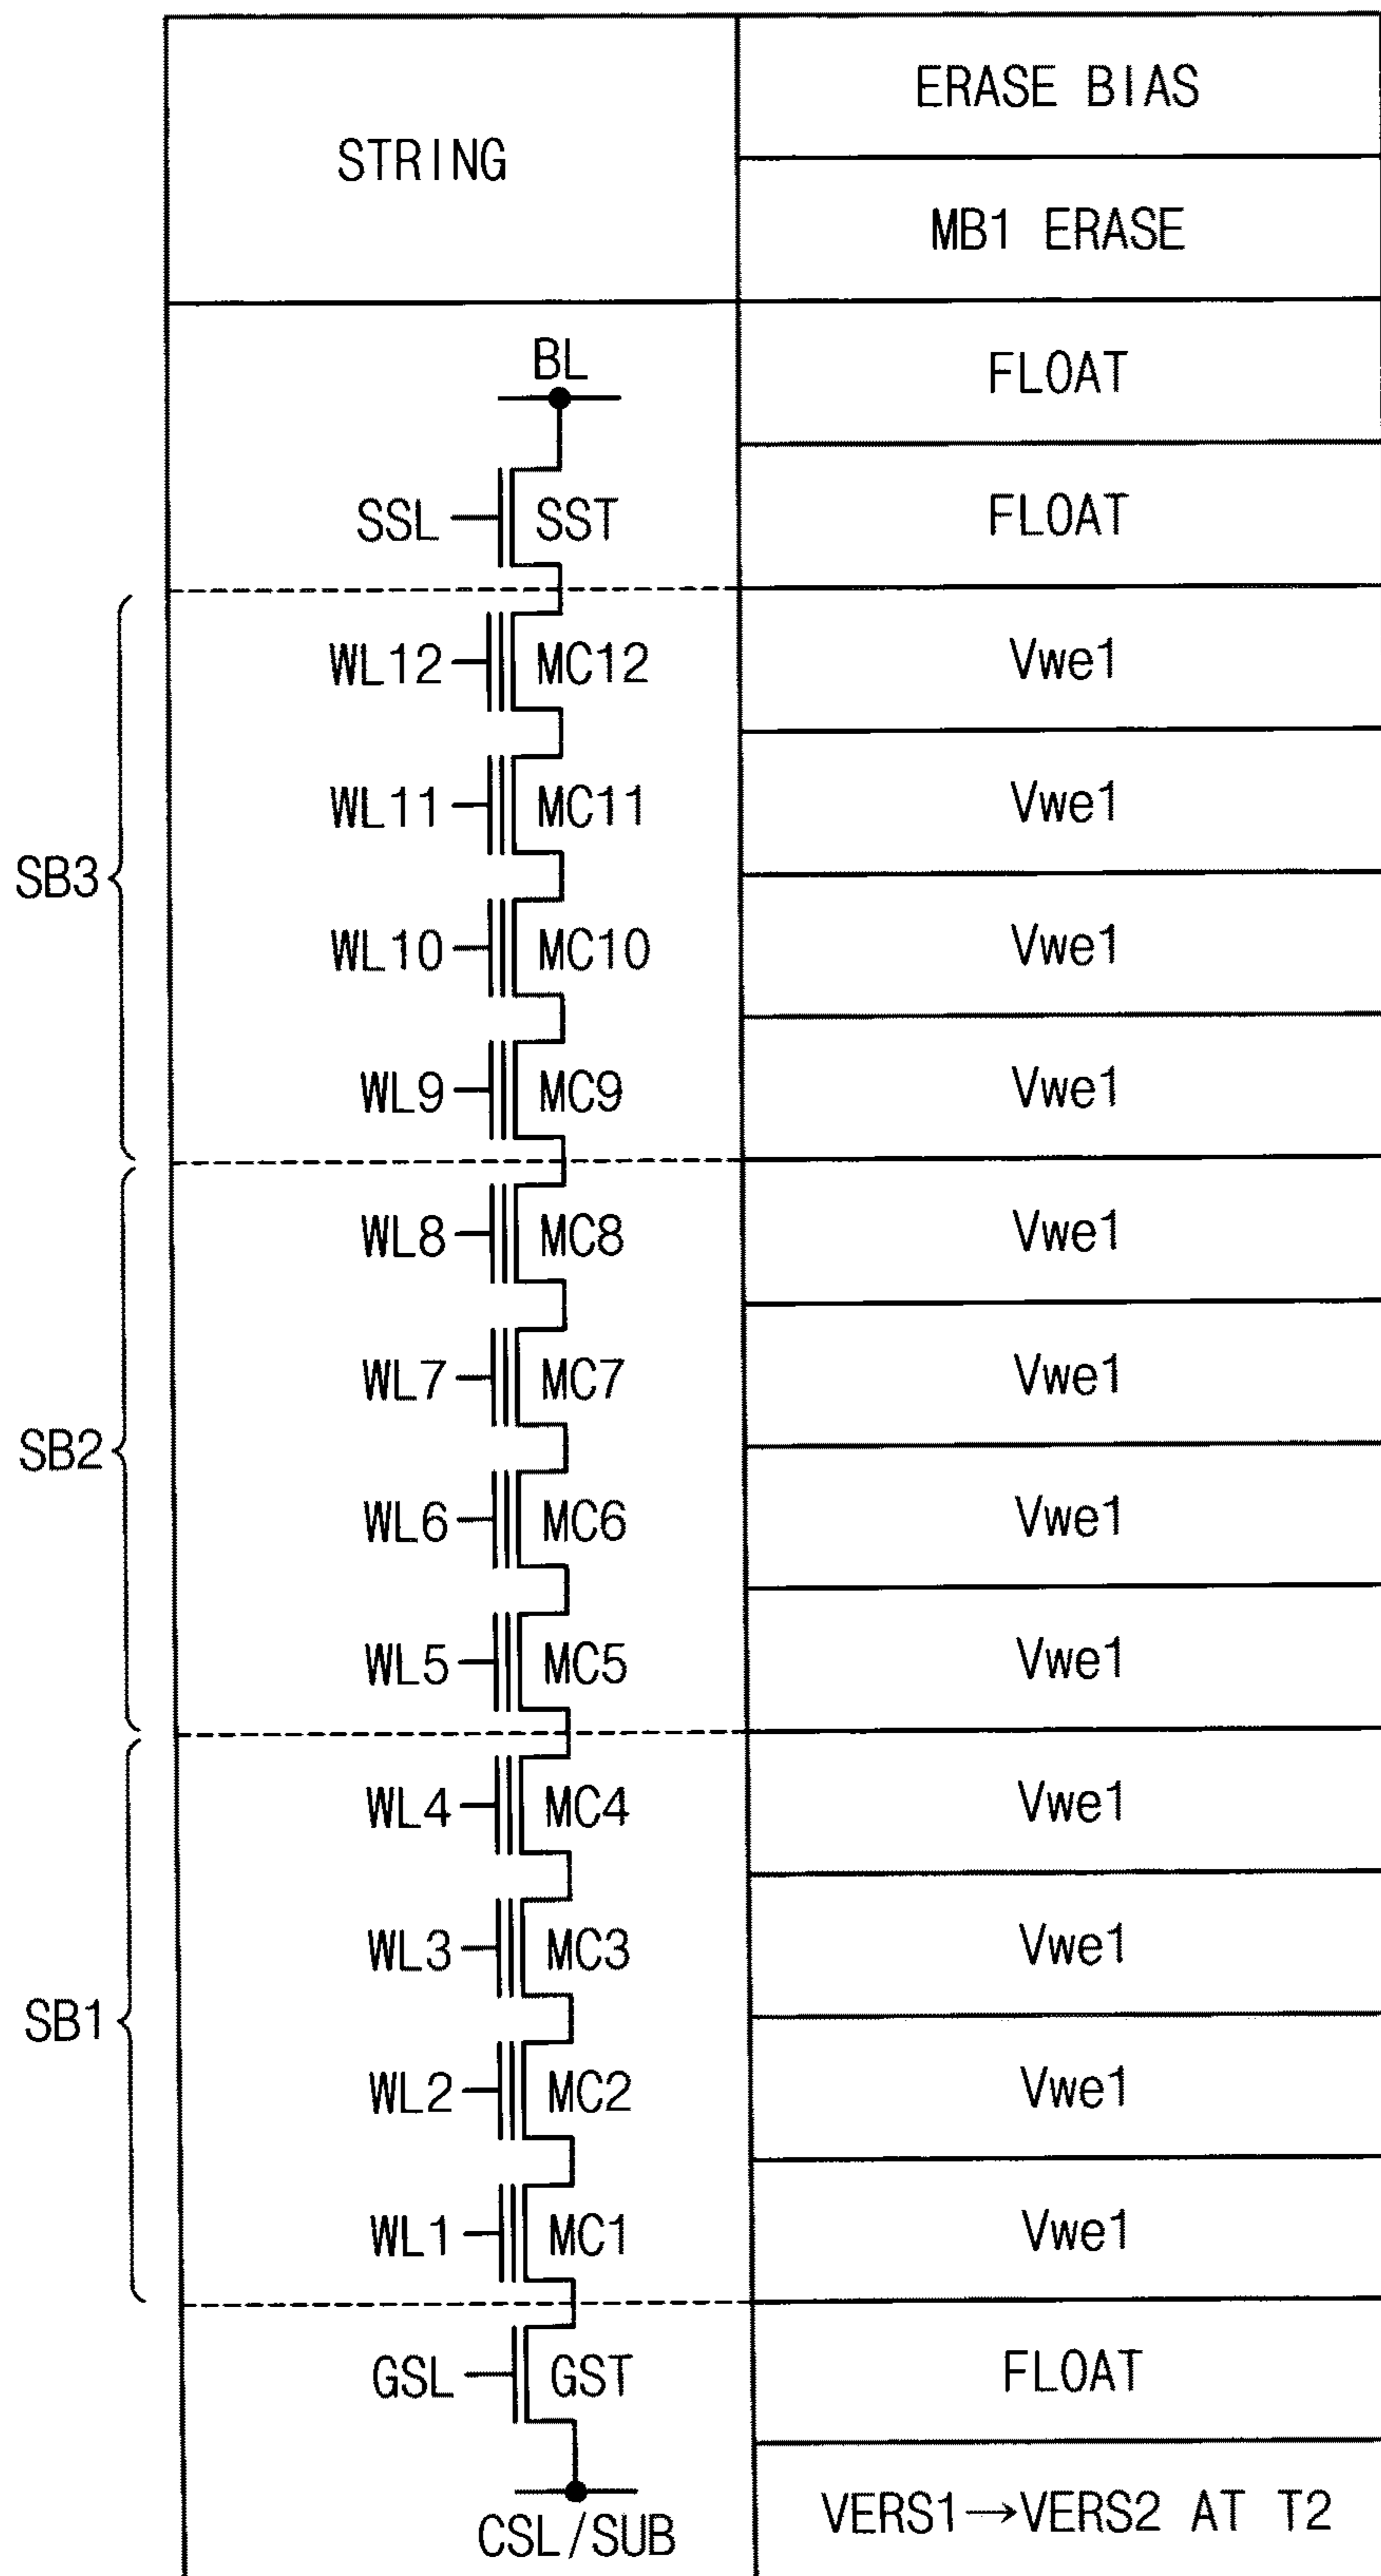 STRING
ERASE BIAS
MB1 ERASE
BL
FLOAT
SSL SST
FLOAT
SB3
WL12 MC12
Vwe1
WL11 MC11
Vwe1
WL10 MC10
Vwe1
WL9 MC9
Vwe1
SB2
WL8 MC8
Vwe1
WL7 MC7
Vwe1
WL6 MC6
Vwe1
WL5 MC5
Vwe1
SB1
WL4 MC4
Vwe1
WL3 MC3
Vwe1
WL2 MC2
Vwe1
WL1 MC1
Vwe1
GSL GST
FLOAT
CSL/SUB
VERS1→VERS2 AT T2